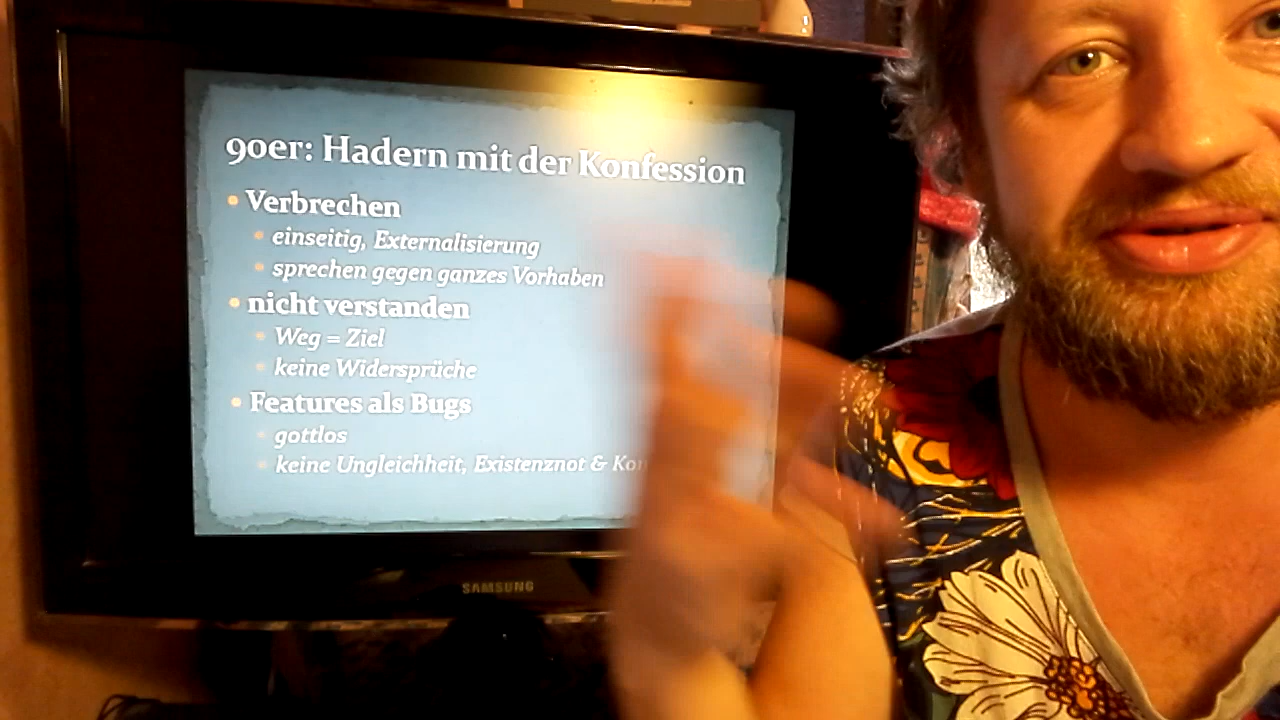 90er: Hadern mit der Konfession
• Verbrechen
• einseitig, Externalisierung
• sprechen gegen ganzes Vorhaben
• nicht verstanden
• Weg = Ziel
• keine Widersprüche
• Features als Bugs
• gottlos
• keine Ungleichheit, Existenznot &
SAMSUNG